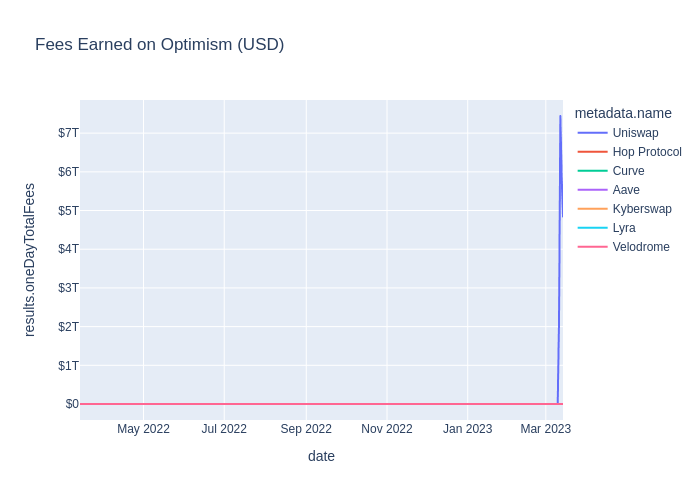 Fees Earned on Optimism (USD)
metadata.name
Uniswap
Hop Protocol
Curve
Aave
Kyberswap
Lyra
Velodrome
results.oneDayTotalFees
$7T
$6T
$5T
$4T
$3T
$2T
$1T
$0
May 2022
Jul 2022
Sep 2022
Nov 2022
Jan 2023
Mar 2023
date